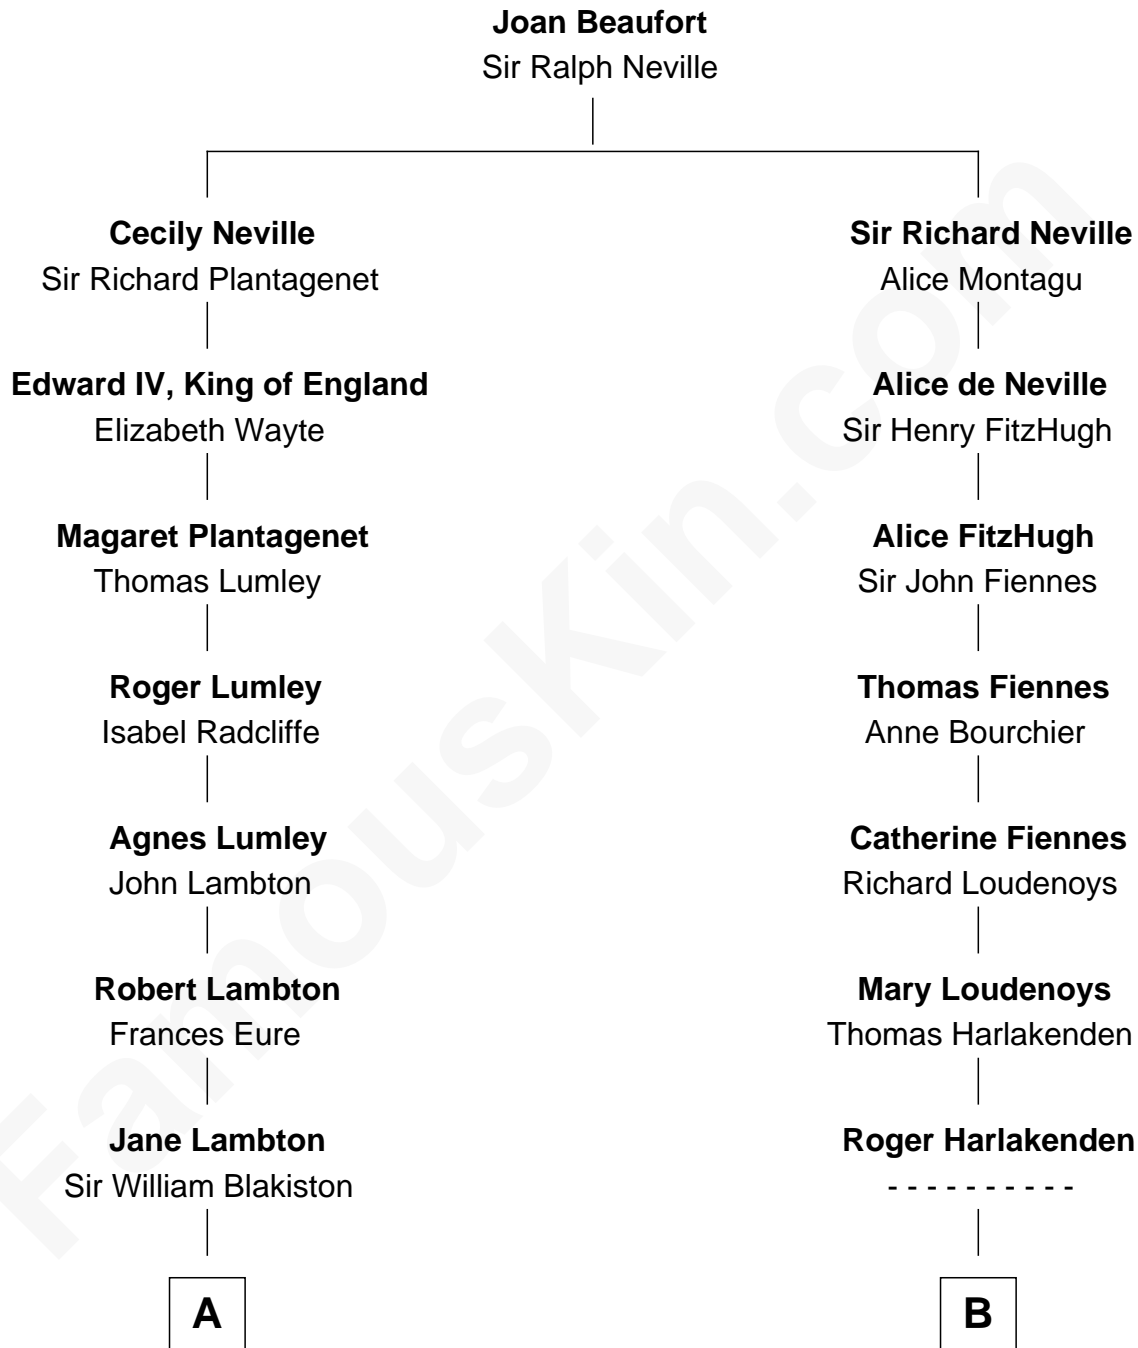 Joan Beaufort
Sir Ralph Neville
Cecily Neville
Sir Richard Plantagenet
Sir Richard Neville
Alice Montagu
Edward IV, King of England
Elizabeth Wayte
Alice de Neville
Sir Henry FitzHugh
Magaret Plantagenet
Thomas Lumley
Alice FitzHugh
Sir John Fiennes
Roger Lumley
Isabel Radcliffe
Thomas Fiennes
Anne Bourchier
Agnes Lumley
John Lambton
Catherine Fiennes
Richard Loudenoys
Robert Lambton
Frances Eure
Mary Loudenoys
Thomas Harlakenden
Jane Lambton
Sir William Blakiston
Roger Harlakenden
- - - - - - - - - -
A
B
FamousKin.com